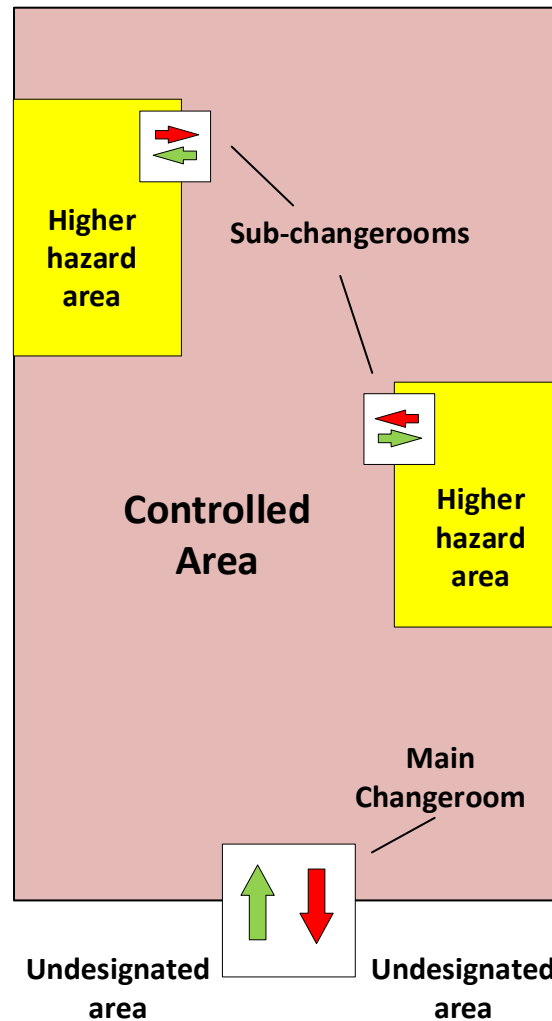 Higher
hazard
area
Sub-changerooms
Controlled
Area
Higher
hazard
area
Main
Changeroom
Undesignated
area
Undesignated
area